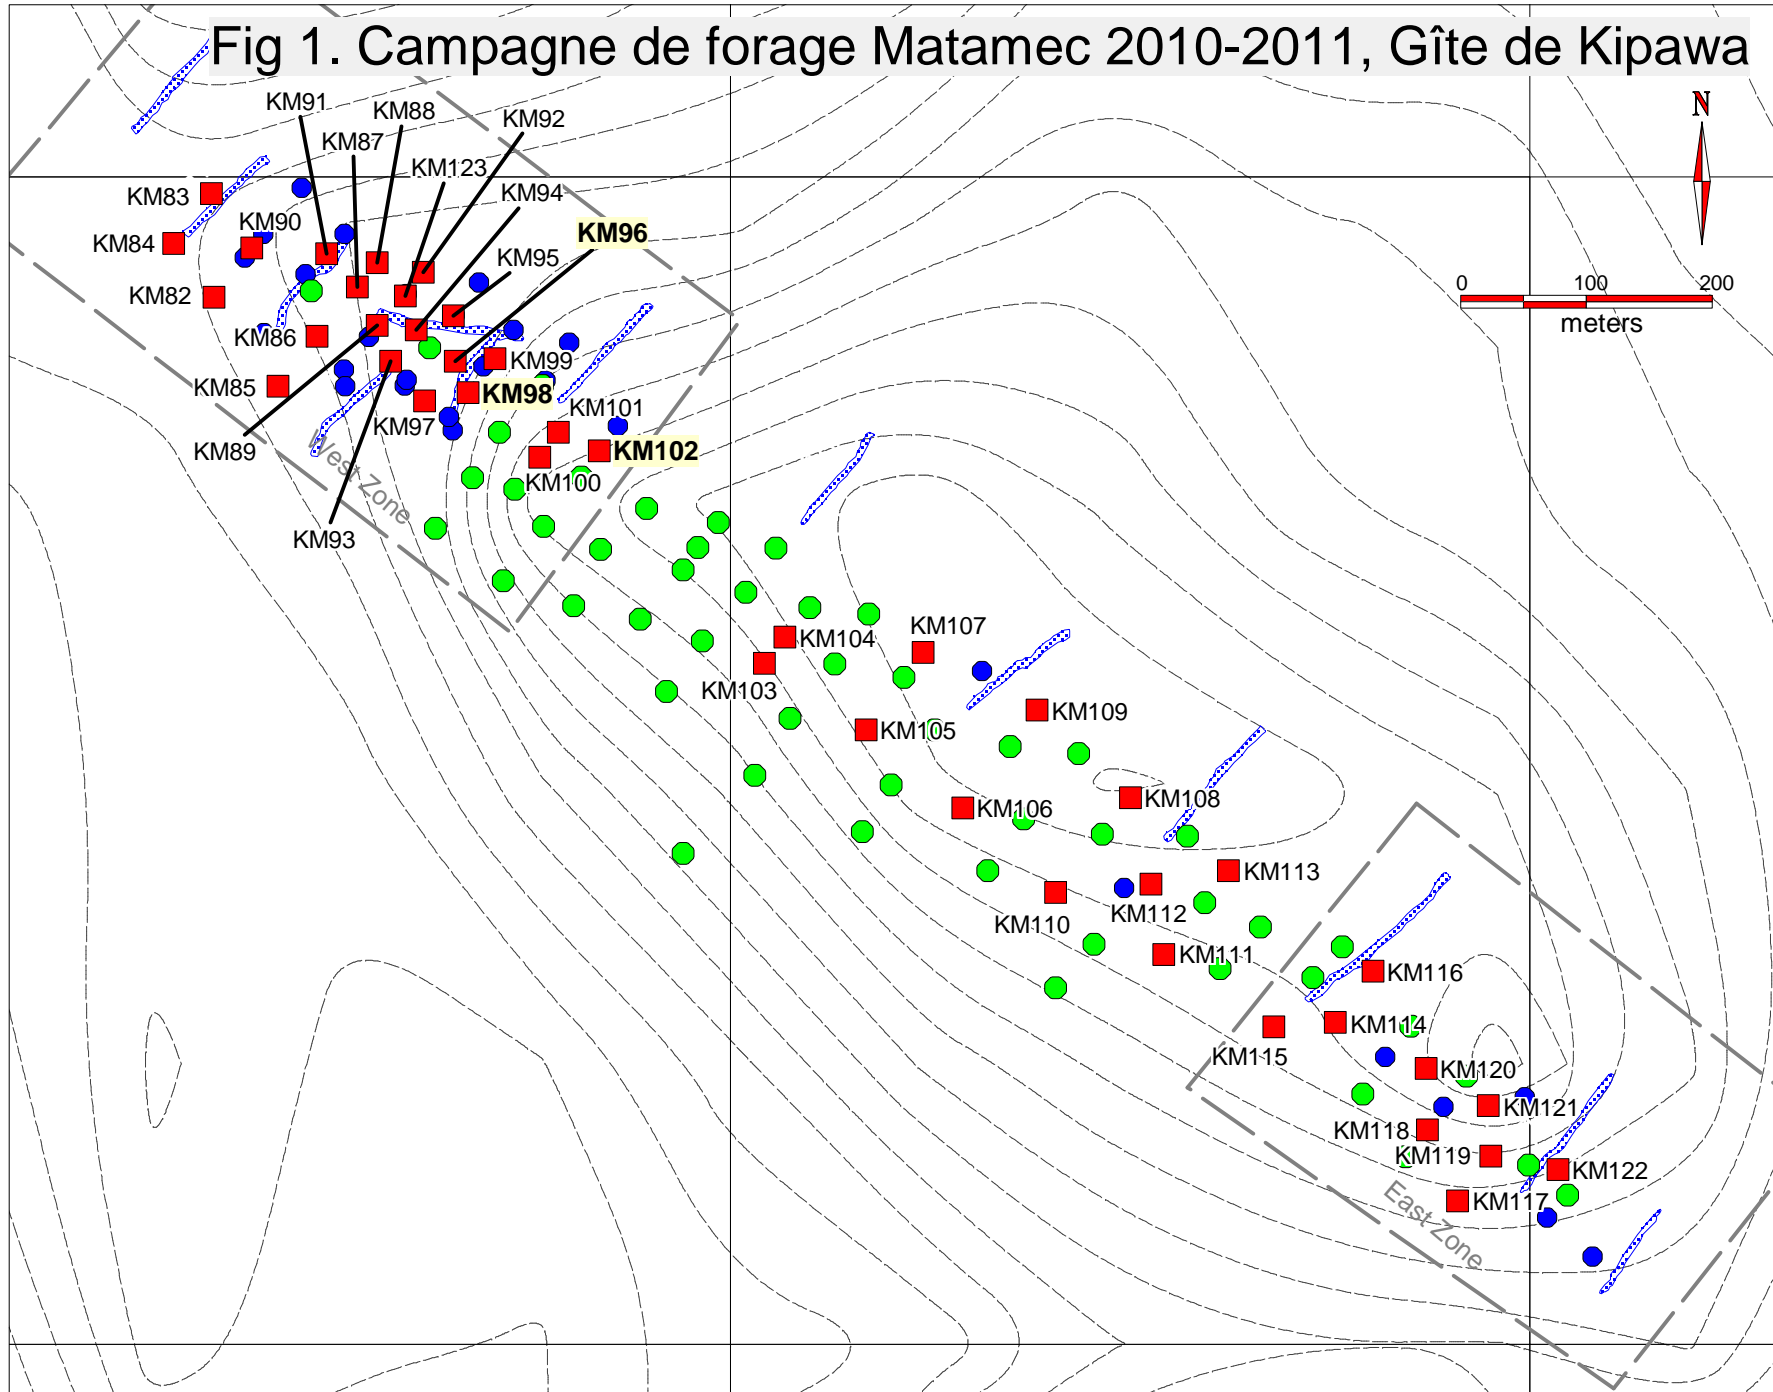 Fig 1. Campagne de forage Matamec 2010-2011, Gîte de Kipawa
N
KM91
KM88
KM92
KM87
KM123
KM83
KM94
KM90
KM96
KM84
KM95
0 100 200
KM82
meters
KM86
KM99
KM85
KM98
KM101
KM97
KM89
KM102
West Zone
KM100
KM93
KM107
KM104
KM103
KM109
KM105
KM108
KM106
KM113
KM112
KM110
KM111
KM116
KM114
KM115
KM120
KM121
KM118
KM119
KM122
KM117
East Zone